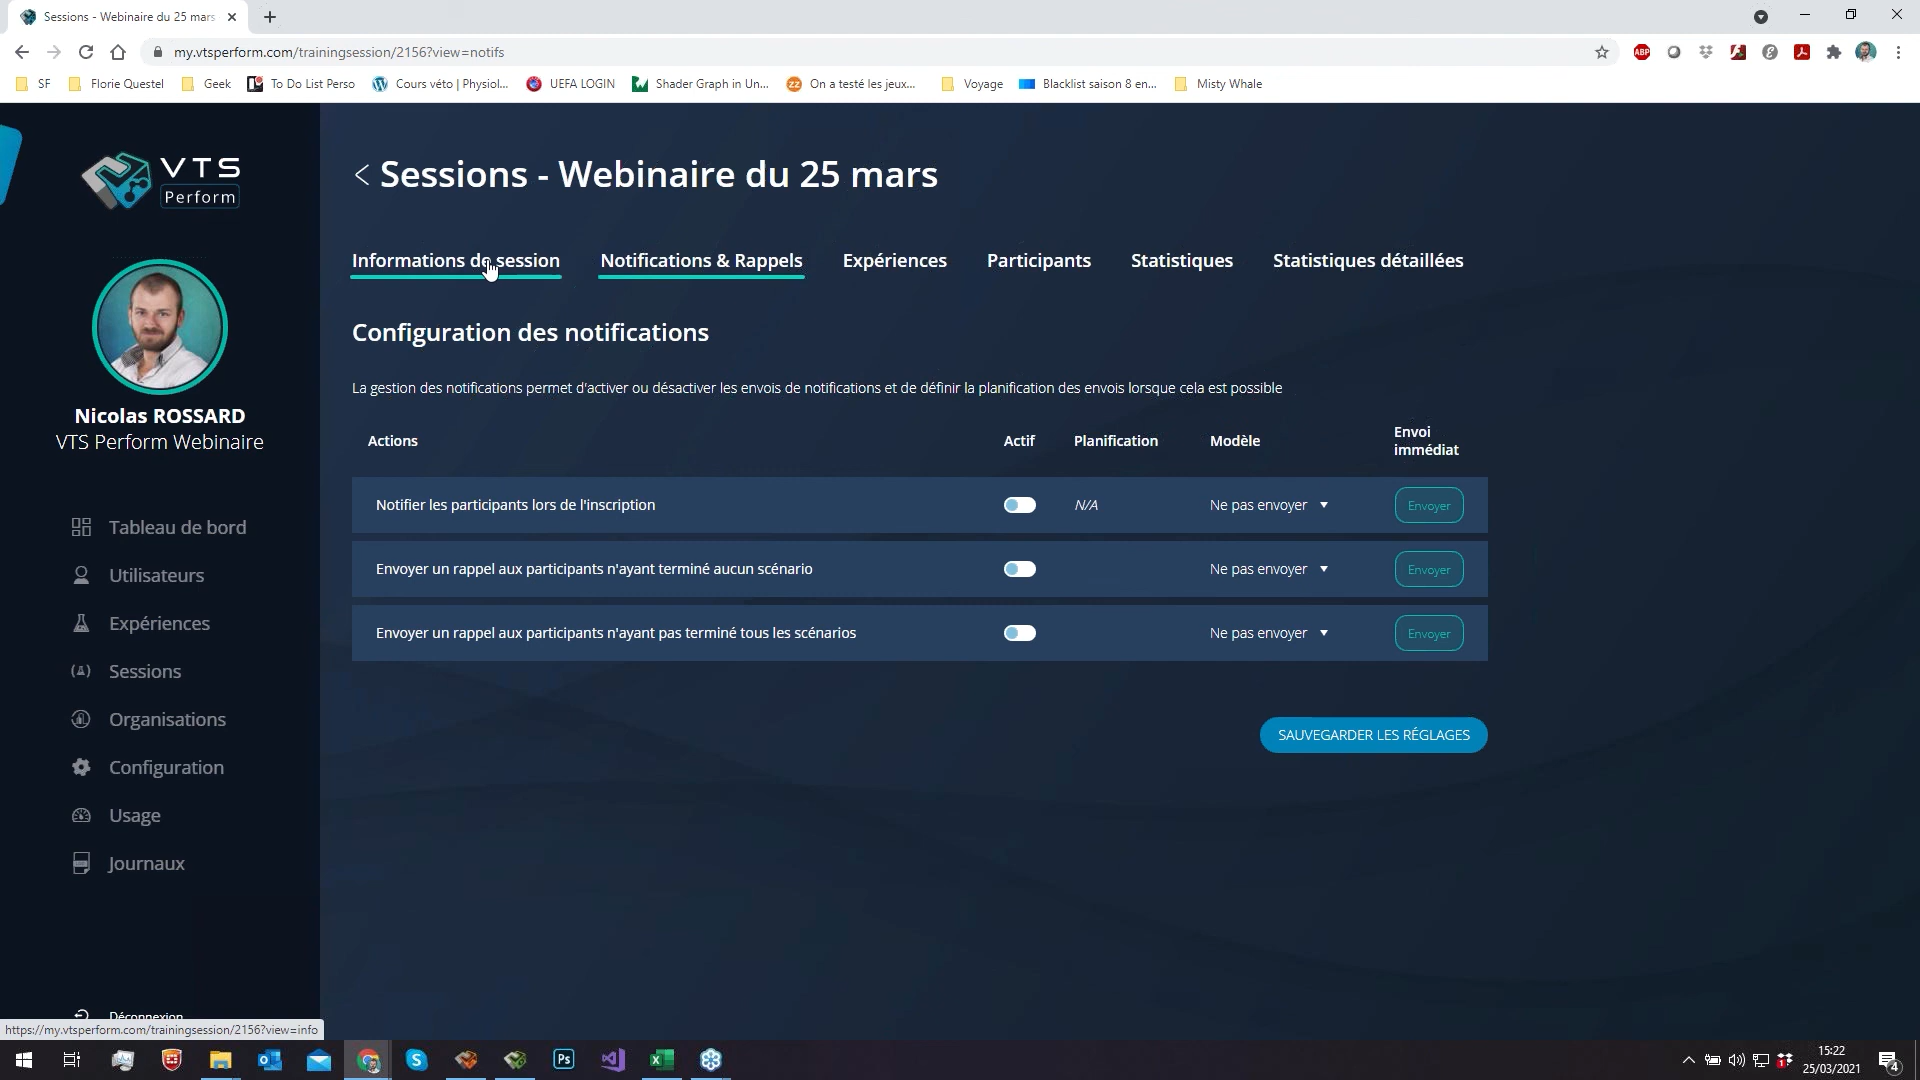 Sessions - Webinaire du 25 mars
my.vtsperform.com/trainingsession/2156?view=notifs
ABP
SF
Florie Questel
Geek
To Do List Perso
Cours véto | Physiol...
UEFA LOGIN
Shader Graph in Un...
zz
On a testé les jeux...
Voyage
Blacklist saison 8 en...
Misty Whale
VTS
Perform
Nicolas ROSSARD
VTS Perform Webinaire
Tableau de bord
Utilisateurs
Expériences
Sessions
Organisations
Configuration
Usage
Journaux
Déconnexion
< Sessions - Webinaire du 25 mars
Informations de session
Notifications & Rappels
Expériences
Participants
Statistiques
Statistiques détaillées
Configuration des notifications
La gestion des notifications permet d'activer ou désactiver les envois de notifications et de définir la planification des envois lorsque cela est possible
Actions
Actif
Planification
Modèle
Envoi
immédiat
Notifier les participants lors de l'inscription
N/A
Ne pas envoyer
Envoyer
Envoyer un rappel aux participants n'ayant terminé aucun scénario
Ne pas envoyer
Envoyer
Envoyer un rappel aux participants n'ayant pas terminé tous les scénarios
Ne pas envoyer
Envoyer
SAUVEGARDER LES RÉGLAGES
https://my.vtsperform.com/trainingsession/2156?view=info
Ps
15:22
25/03/2021
4